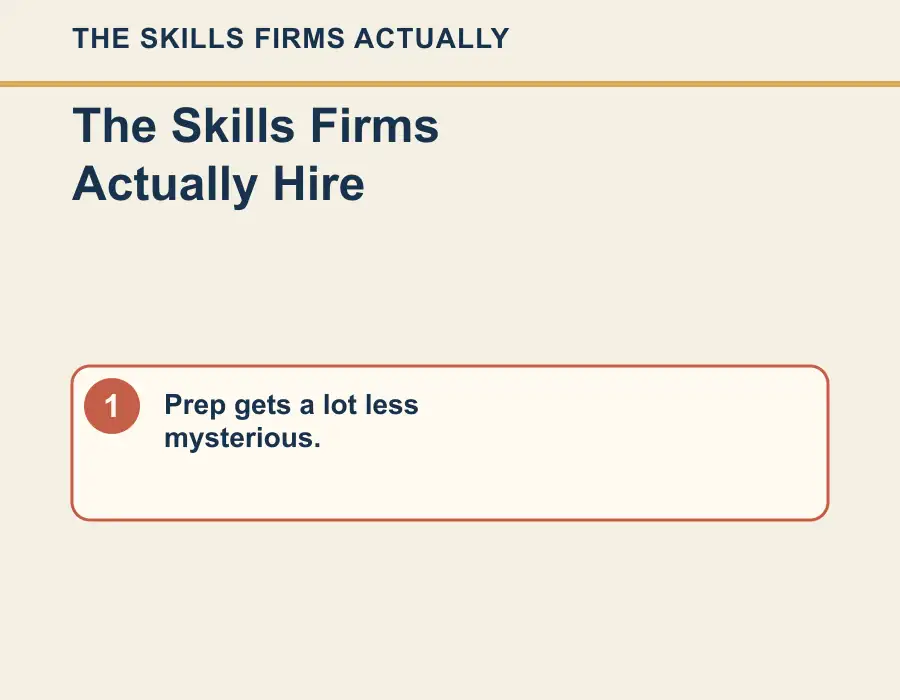 THE SKILLS FIRMS ACTUALLY
The Skills Firms
Actually Hire
1
Prep gets a lot less
mysterious.